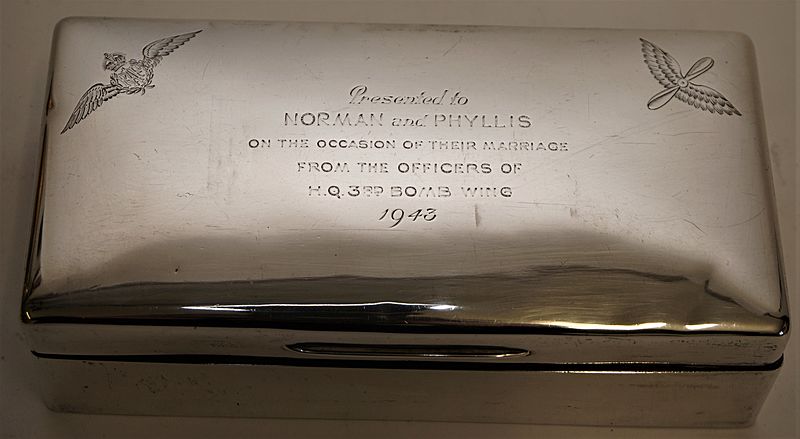 Presented to
NORMAN and PHYLLIS
ON THE OCCASION OF THEIR MARRIAGE
FROM THE OFFICERS OF
H.Q. 3RD BOMB WING
1943